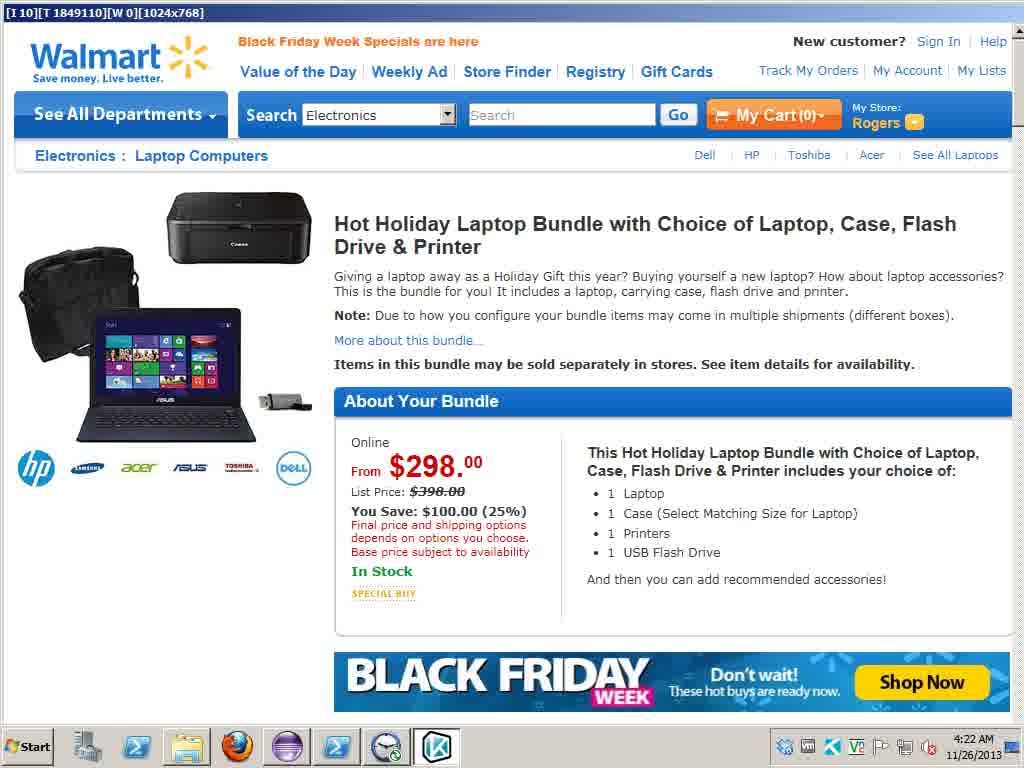 [I 10][T 1849110][W 0][1024x768]
Walmart
Save money. Live better.
Black Friday Week Specials are here
New customer? Sign In Help
Value of the Day Weekly Ad Store Finder Registry Gift Cards
Track My Orders My Account My Lists
See All Departments
Search Electronics Search Go
My Cart (0)
My Store:
Rogers
Electronics : Laptop Computers
Dell HP Toshiba Acer See All Laptops
Canon
Hot Holiday Laptop Bundle with Choice of Laptop, Case, Flash
Drive & Printer
Giving a laptop away as a Holiday Gift this year? Buying yourself a new laptop? How about laptop accessories?
This is the bundle for you! It includes a laptop, carrying case, flash drive and printer.
Note: Due to how you configure your bundle items may come in multiple shipments (different boxes).
More about this bundle...
Items in this bundle may be sold separately in stores. See item details for availability.
Start
ASUS
hp SAMSUNG acer ASUS TOSHIBA DELL
About Your Bundle
Online
From $298.00
List Price: $398.00
You Save: $100.00 (25%)
Final price and shipping options
depends on options you choose.
Base price subject to availability
In Stock
SPECIAL BUY
This Hot Holiday Laptop Bundle with Choice of Laptop,
Case, Flash Drive & Printer includes your choice of:
• 1 Laptop
• 1 Case (Select Matching Size for Laptop)
• 1 Printers
• 1 USB Flash Drive
And then you can add recommended accessories!
BLACK FRIDAY
WEEK
Don't wait!
These hot buys are ready now.
Shop Now
Start
4:22 AM
11/26/2013